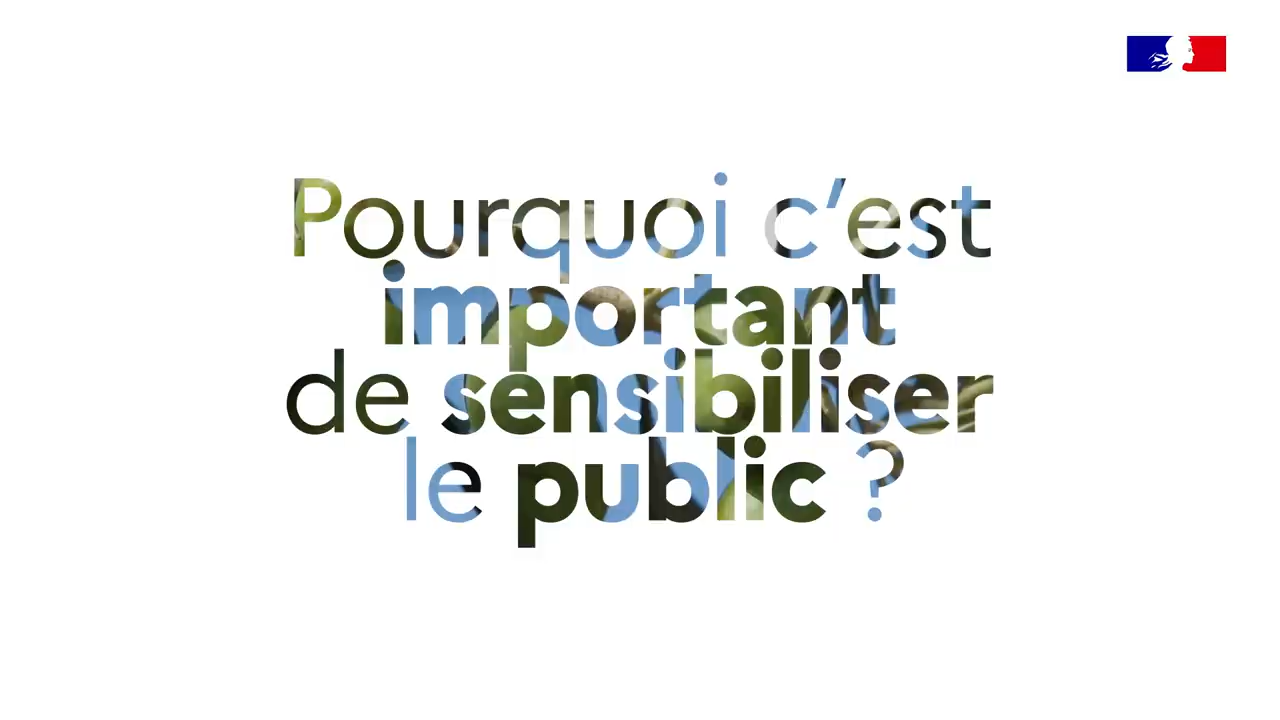 Pourquoi c’est
important
de sensibiliser
le public ?